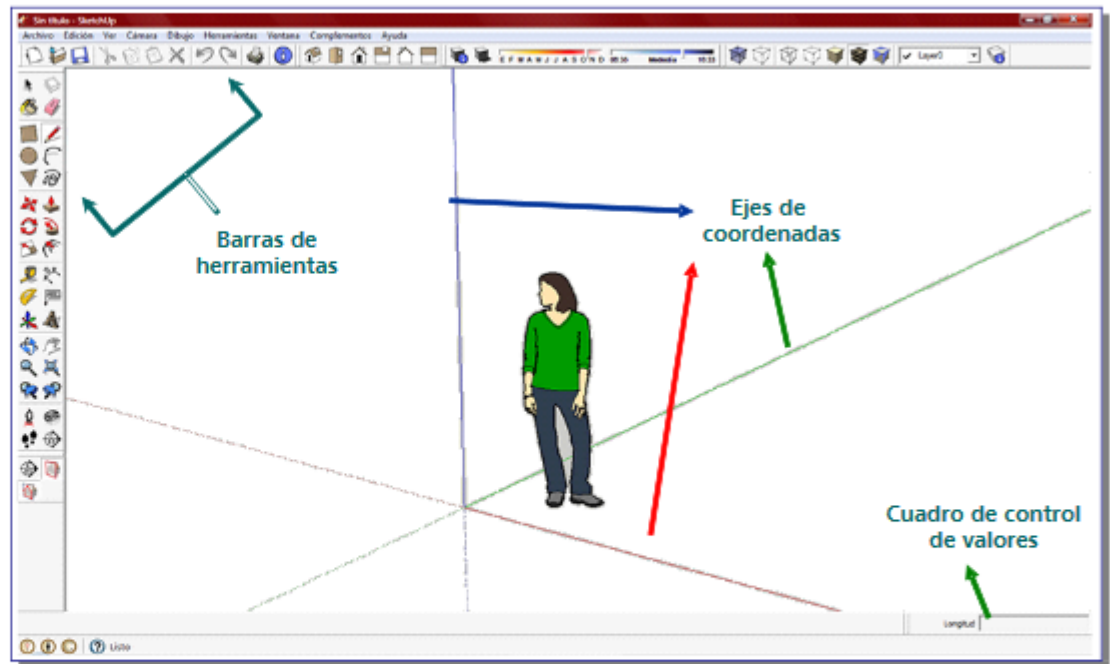 Sin título - SketchUp
Archivo Edición Ver Cámara Dibujo Herramientas Ventana Complementos Ayuda
E F M A M J J A S O N D Mediodía
Layer0
Ejes de
coordenadas
Barras de
herramientas
Cuadro de control
de valores
Longitud
Listo